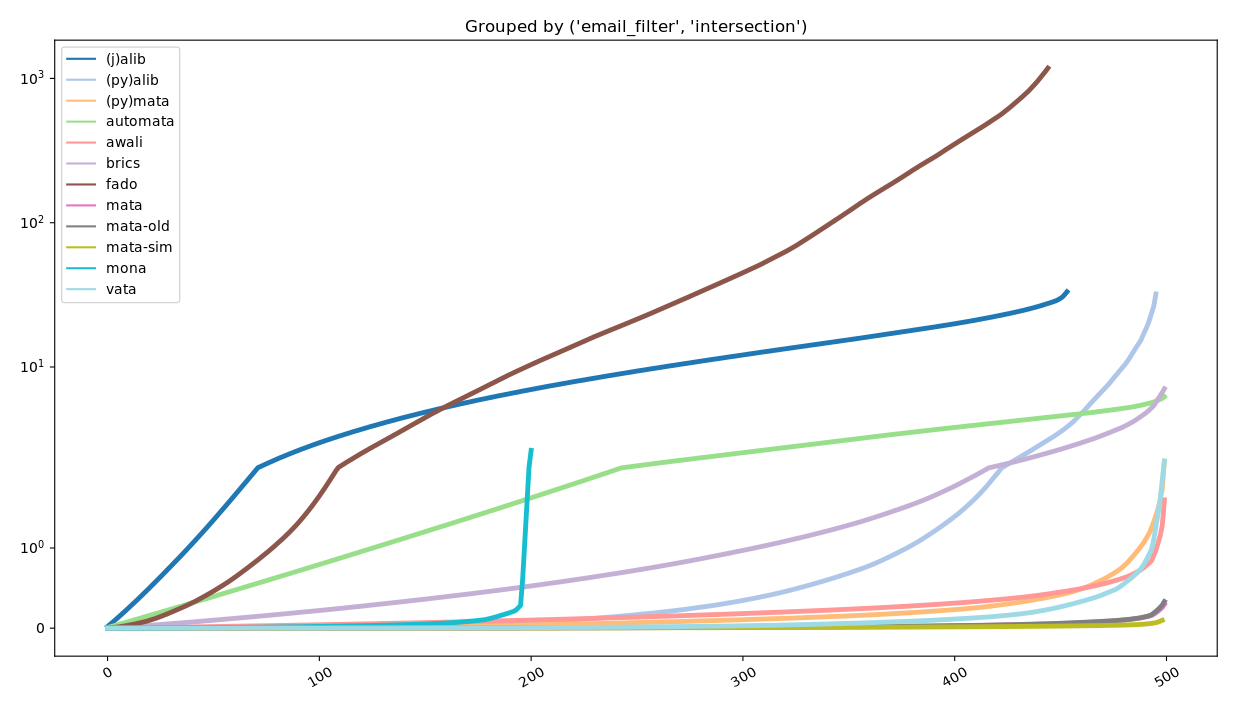 Grouped by ('email_filter', 'intersection')
(j)alib
(py)alib
(py)mata
automata
awali
brics
fado
mata
mata-old
mata-sim
mona
vata
10³
10²
10¹
10⁰
0
0
100
200
300
400
500